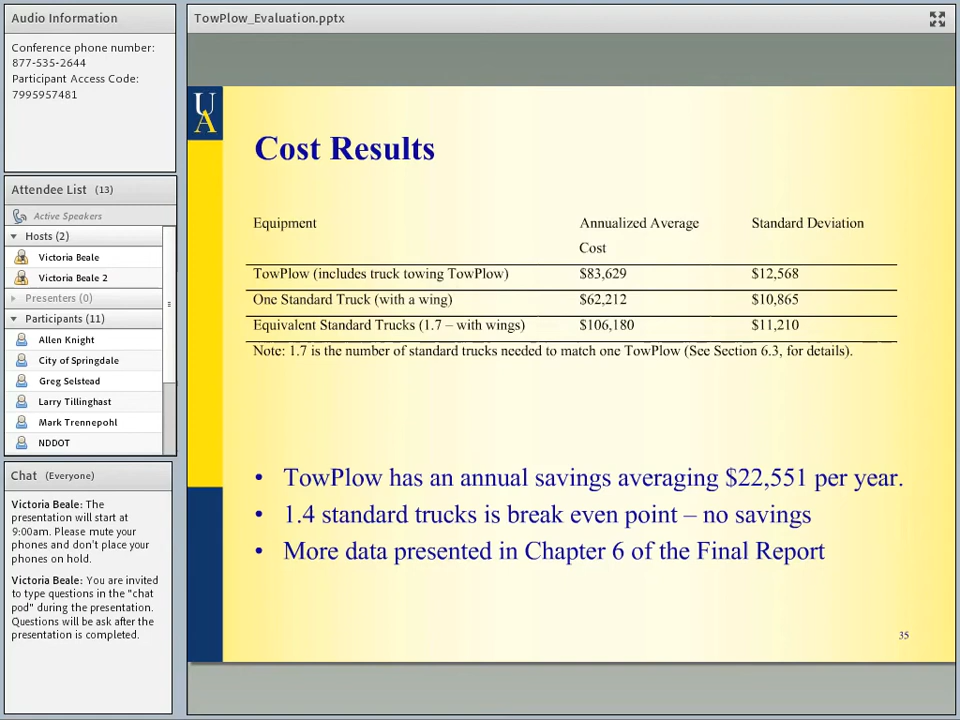 Audio Information
Conference phone number:
877-535-2644
Participant Access Code:
7995957481
Attendee List (13)
Active Speakers
Hosts (2)
Victoria Beale
Victoria Beale 2
Presenters (0)
Participants (11)
Allen Knight
City of Springdale
Greg Selstead
Larry Tillinghast
Mark Trennepohl
NDDOT
Chat (Everyone)
Victoria Beale: The
presentation will start at
9:00am. Please mute your
phones and don't place your
phones on hold.
Victoria Beale: You are invited
to type questions in the "chat
pod" during the presentation.
Questions will be ask after the
presentation is completed.
TowPlow_Evaluation.pptx
UA
Cost Results
Equipment Annualized Average Standard Deviation
Cost
TowPlow (includes truck towing TowPlow) $83,629 $12,568
One Standard Truck (with a wing) $62,212 $10,865
Equivalent Standard Trucks (1.7 – with wings) $106,180 $11,210
Note: 1.7 is the number of standard trucks needed to match one TowPlow (See Section 6.3, for details).
• TowPlow has an annual savings averaging $22,551 per year.
• 1.4 standard trucks is break even point – no savings
• More data presented in Chapter 6 of the Final Report
35